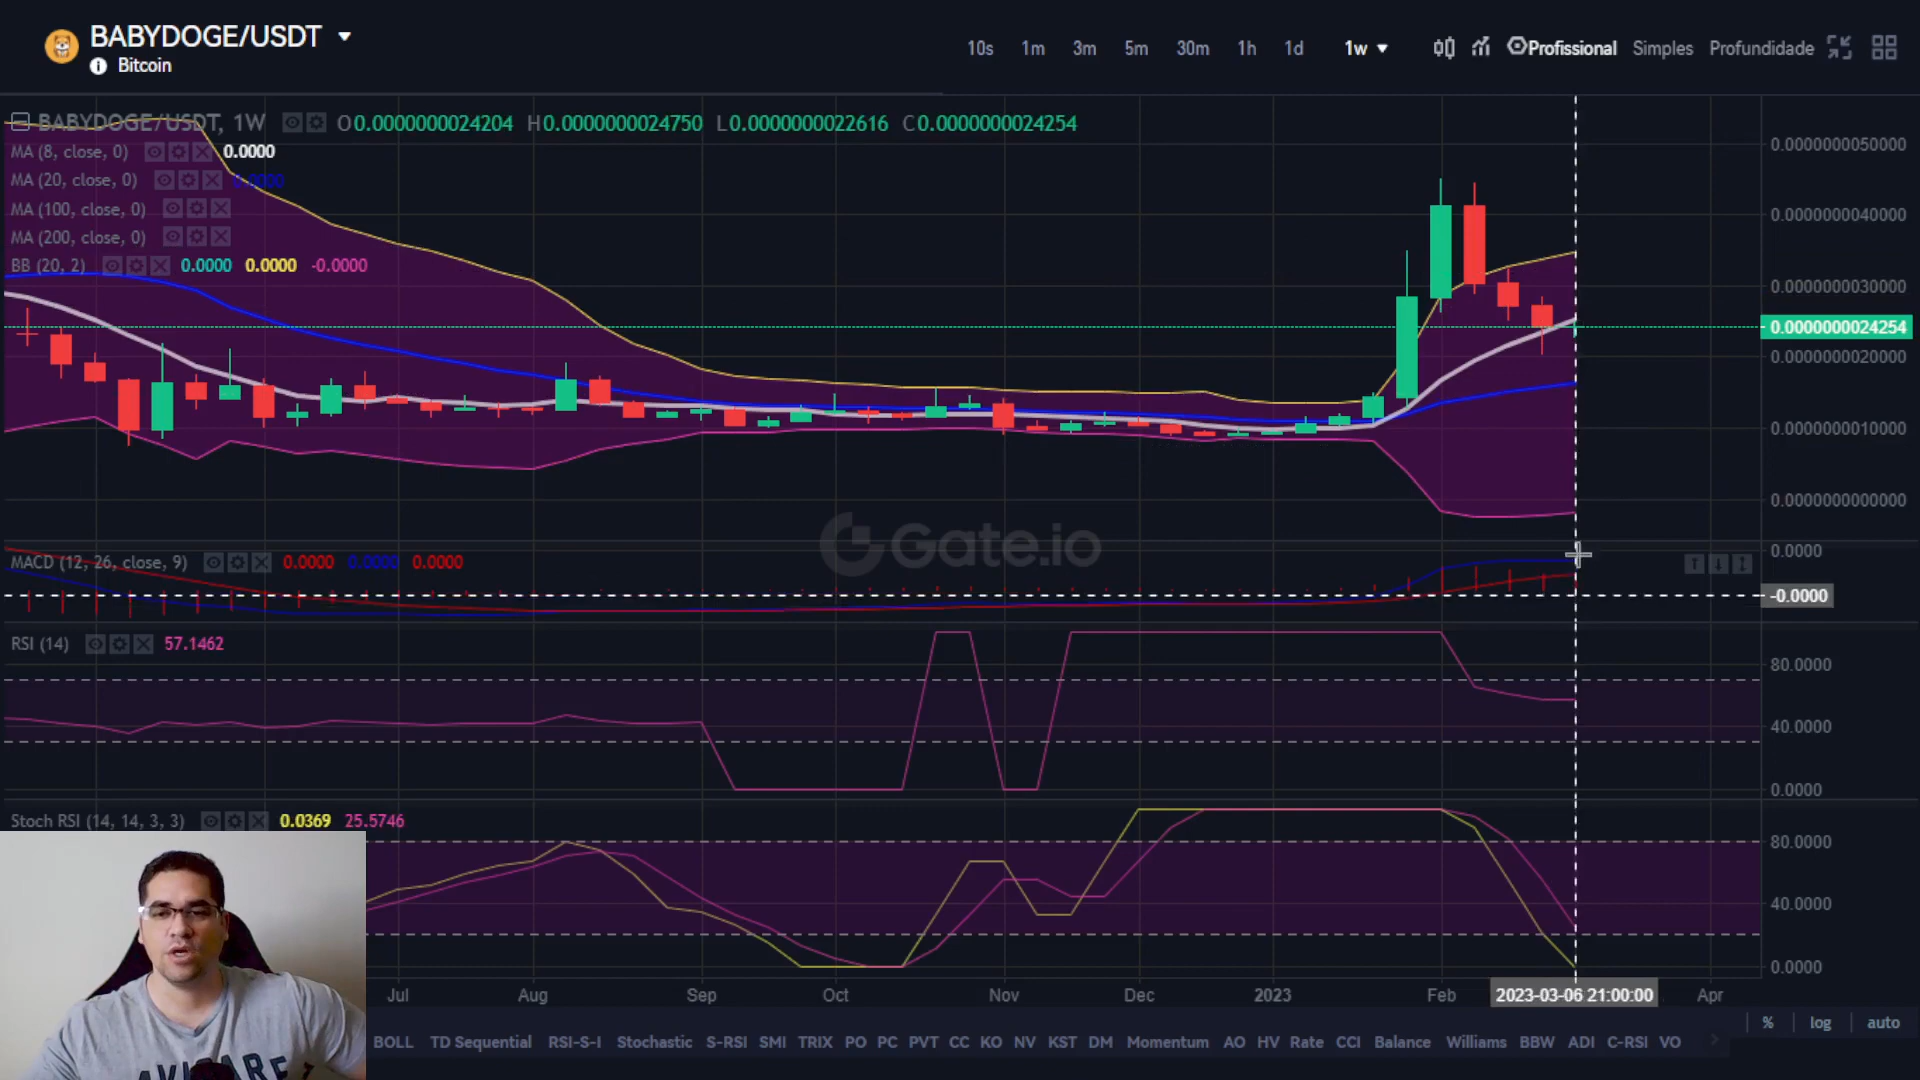 BABYDOGE/USDT
Bitcoin
10s 1m 3m 5m 30m 1h 1d 1w Profissional Simples Profundidade
BABYDOGE/USDT, 1W O0.0000000024204 H0.0000000024750 L0.0000000022616 C0.0000000024254
MA (8, close, 0) 0.0000
MA (20, close, 0) 0.0000
MA (100, close, 0)
MA (200, close, 0)
BB (20, 2) 0.0000 0.0000 -0.0000
0.0000000050000
0.0000000040000
0.0000000030000
0.0000000024254
0.0000000020000
0.0000000010000
0.0000000000000
Gate.io
MACD (12, 26, close, 9) 0.0000 0.0000 0.0000
0.0000
-0.0000
RSI (14) 57.1462
80.0000
40.0000
0.0000
Stoch RSI (14, 14, 3, 3) 0.0369 25.5746
80.0000
40.0000
0.0000
Jul Aug Sep Oct Nov Dec 2023 Feb 2023-03-06 21:00:00 Apr
% log auto
BOLL TD Sequential RSI-S-I Stochastic S-RSI SMI TRIX PO PC PVT CC KO NV KST DM Momentum AO HV Rate CCI Balance Williams BBW ADI C-RSI VO